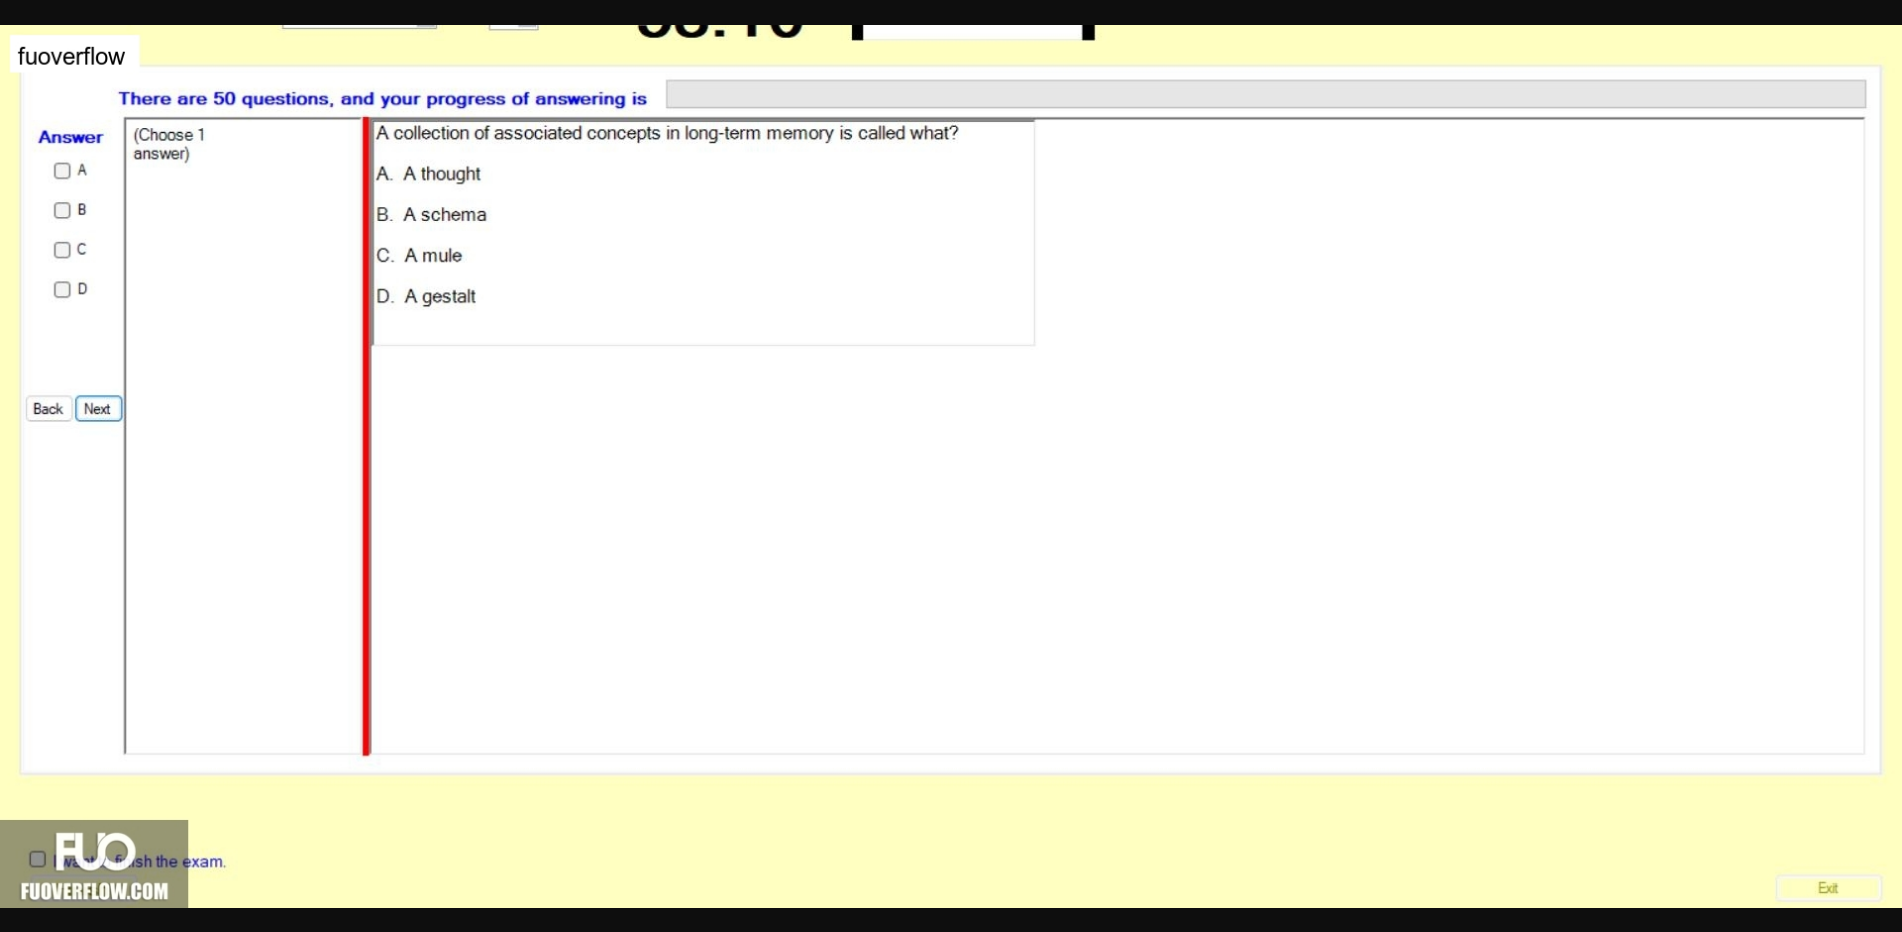 fuoverflow
There are 50 questions, and your progress of answering is
Answer
(Choose 1
answer)
A
B
C
D
A collection of associated concepts in long-term memory is called what?
A. A thought
B. A schema
C. A mule
D. A gestalt
Back Next
FUO
I want finish the exam.
FUOVERFLOW.COM
Exit